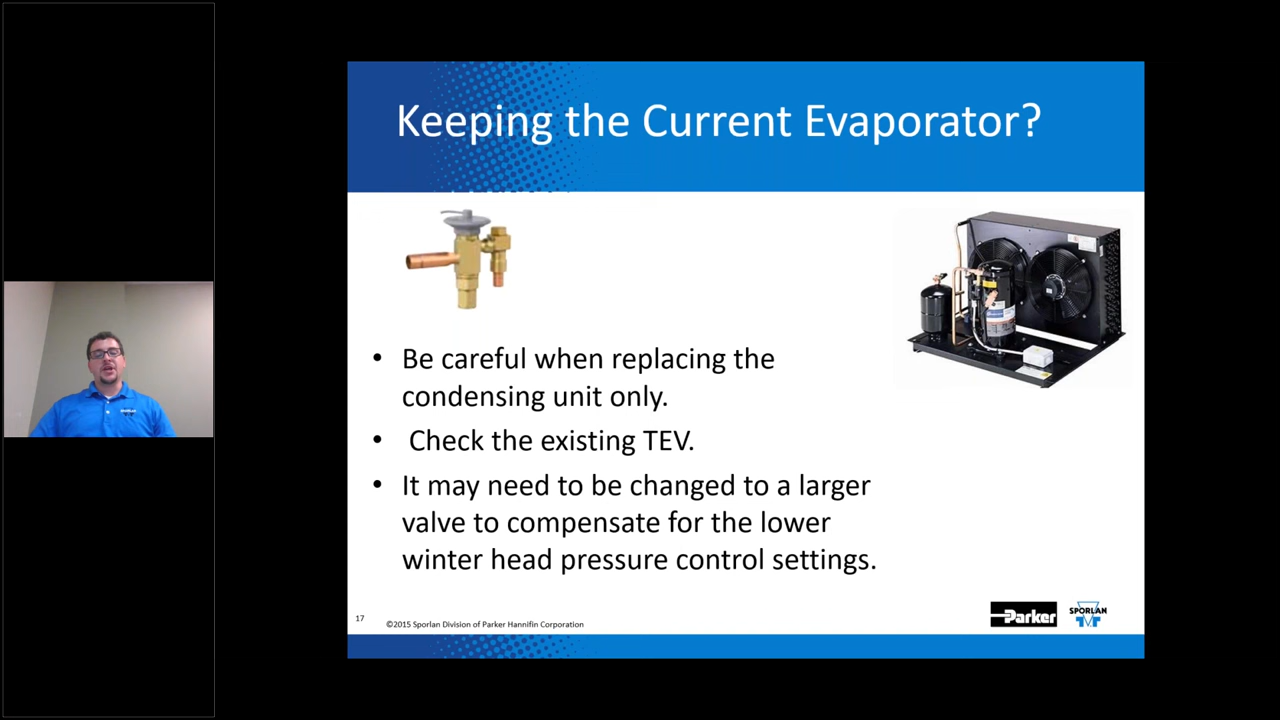 Keeping the Current Evaporator?
• Be careful when replacing the
condensing unit only.
• Check the existing TEV.
• It may need to be changed to a larger
valve to compensate for the lower
winter head pressure control settings.
17
©2015 Sporlan Division of Parker Hannifin Corporation
Parker
SPORLAN
SPORLAN